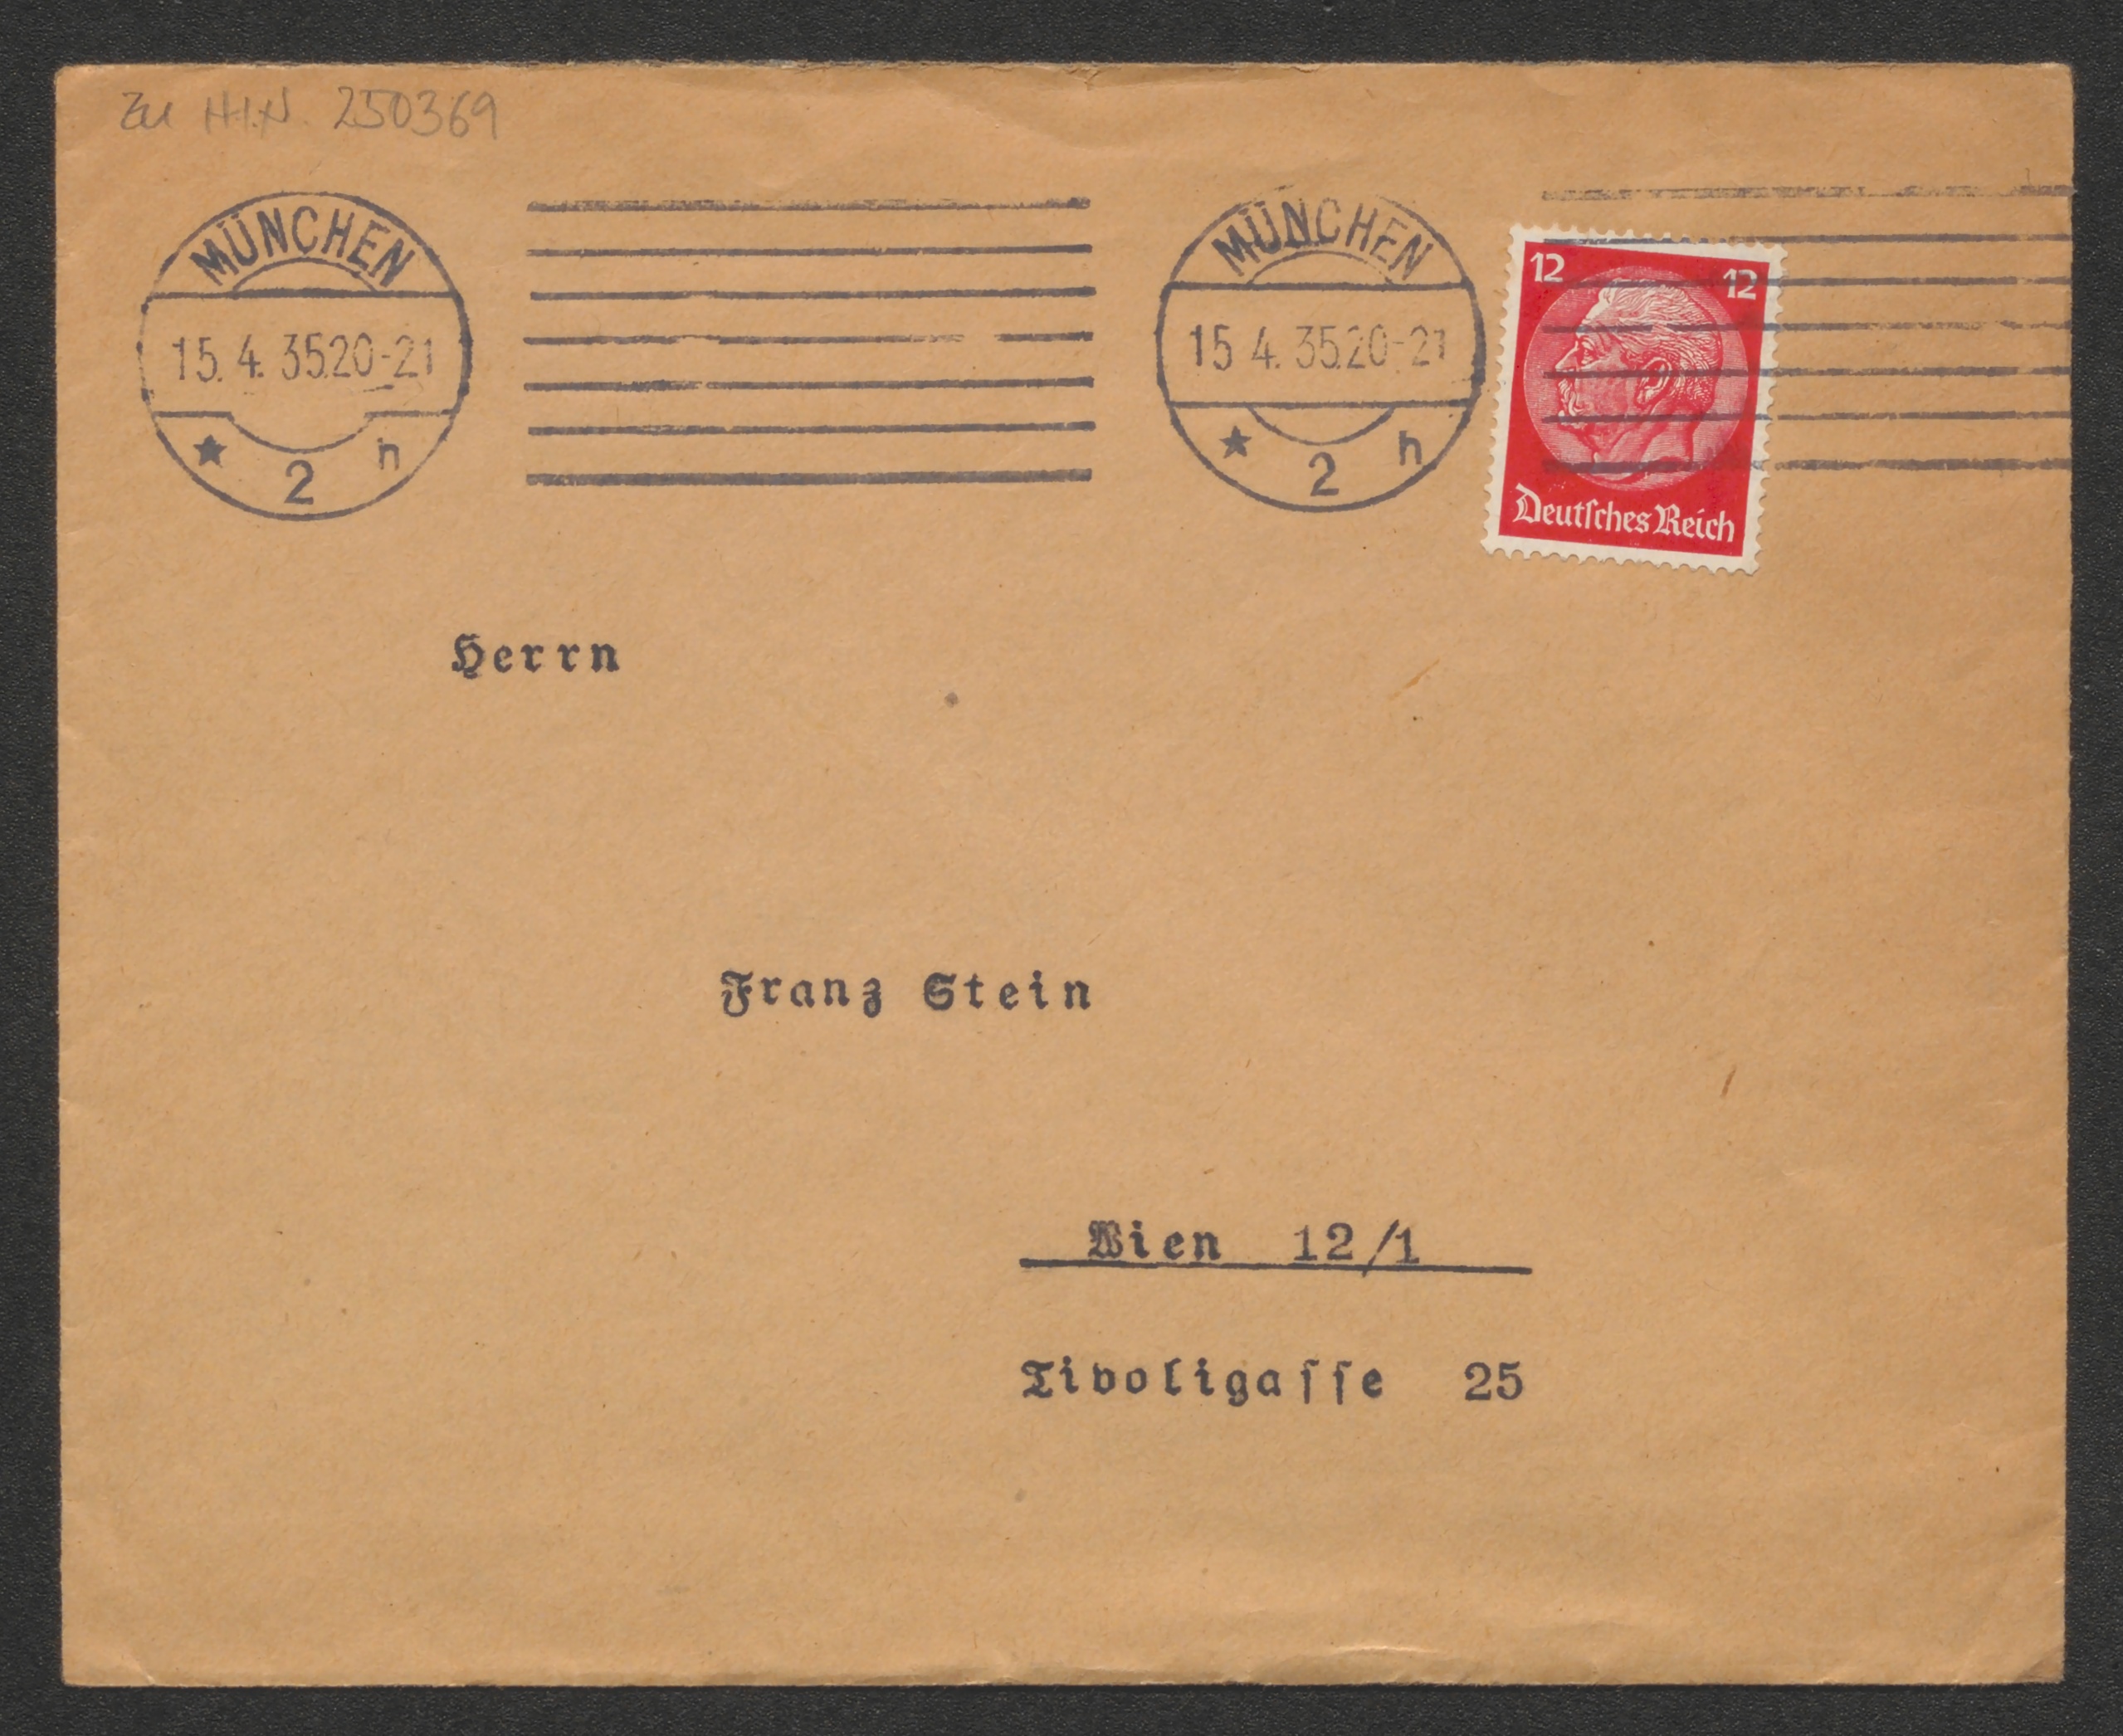 Zu H.I.N. 250369
MÜNCHEN
15.4.35.20-21
★ 2 h
MÜNCHEN
15 4. 35.20-21
★ 2 h
12 12
Deutſches Reich
Herrn
Franz Stein
Wien 12/1
Tivoligaſſe 25